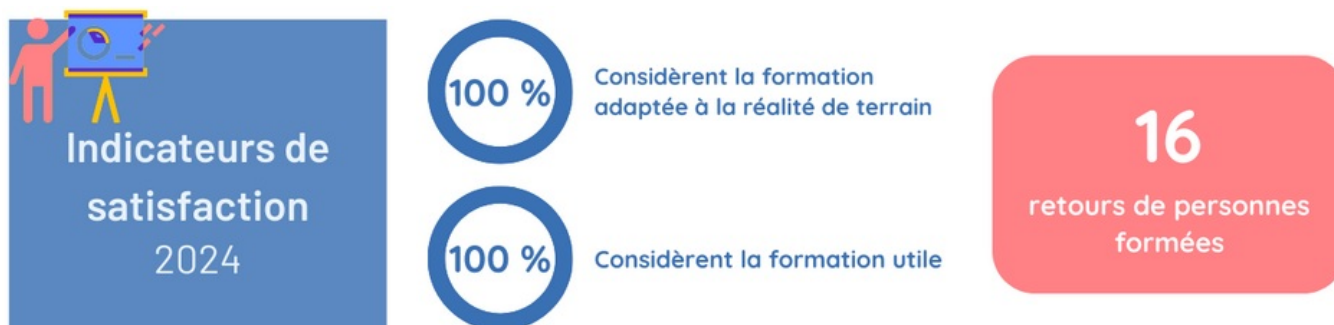 Indicateurs de
satisfaction
2024
100 %
Considèrent la formation
adaptée à la réalité de terrain
100 %
Considèrent la formation utile
16
retours de personnes
formées